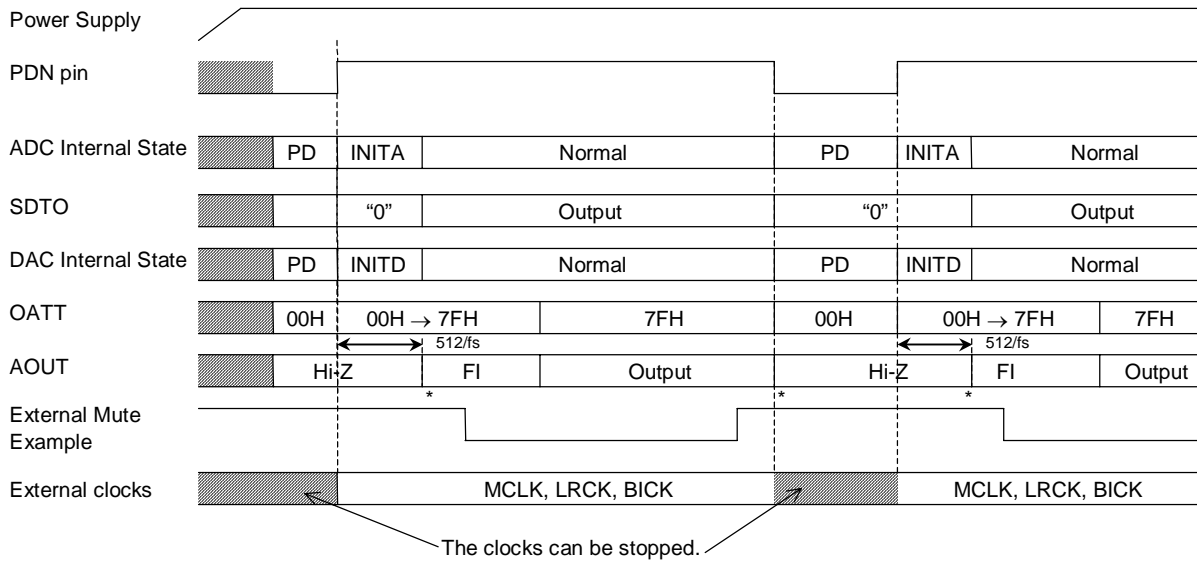 Power Supply
PDN pin
ADC Internal State PD INITA Normal PD INITA Normal
SDTO “0” Output “0” Output
DAC Internal State PD INITD Normal PD INITD Normal
OATT 00H 00H → 7FH 7FH 00H 00H → 7FH 7FH
512/fs 512/fs
AOUT Hi-Z FI Output Hi-Z FI Output
* * *
External Mute
Example
External clocks MCLK, LRCK, BICK MCLK, LRCK, BICK
The clocks can be stopped.